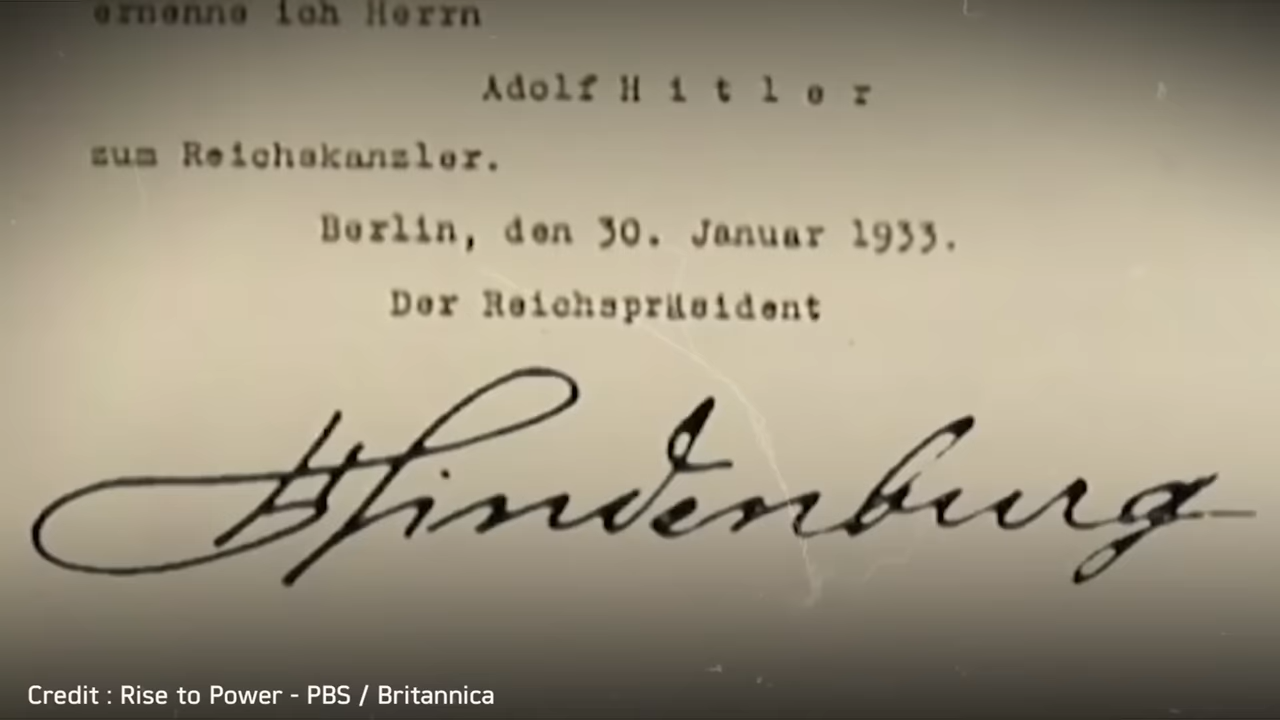 ernenne ich Herrn
Adolf H i t l e r
zum Reichskanzler.
Berlin, den 30. Januar 1933.
Der Reichspräsident
Hindenburg
Credit : Rise to Power - PBS / Britannica